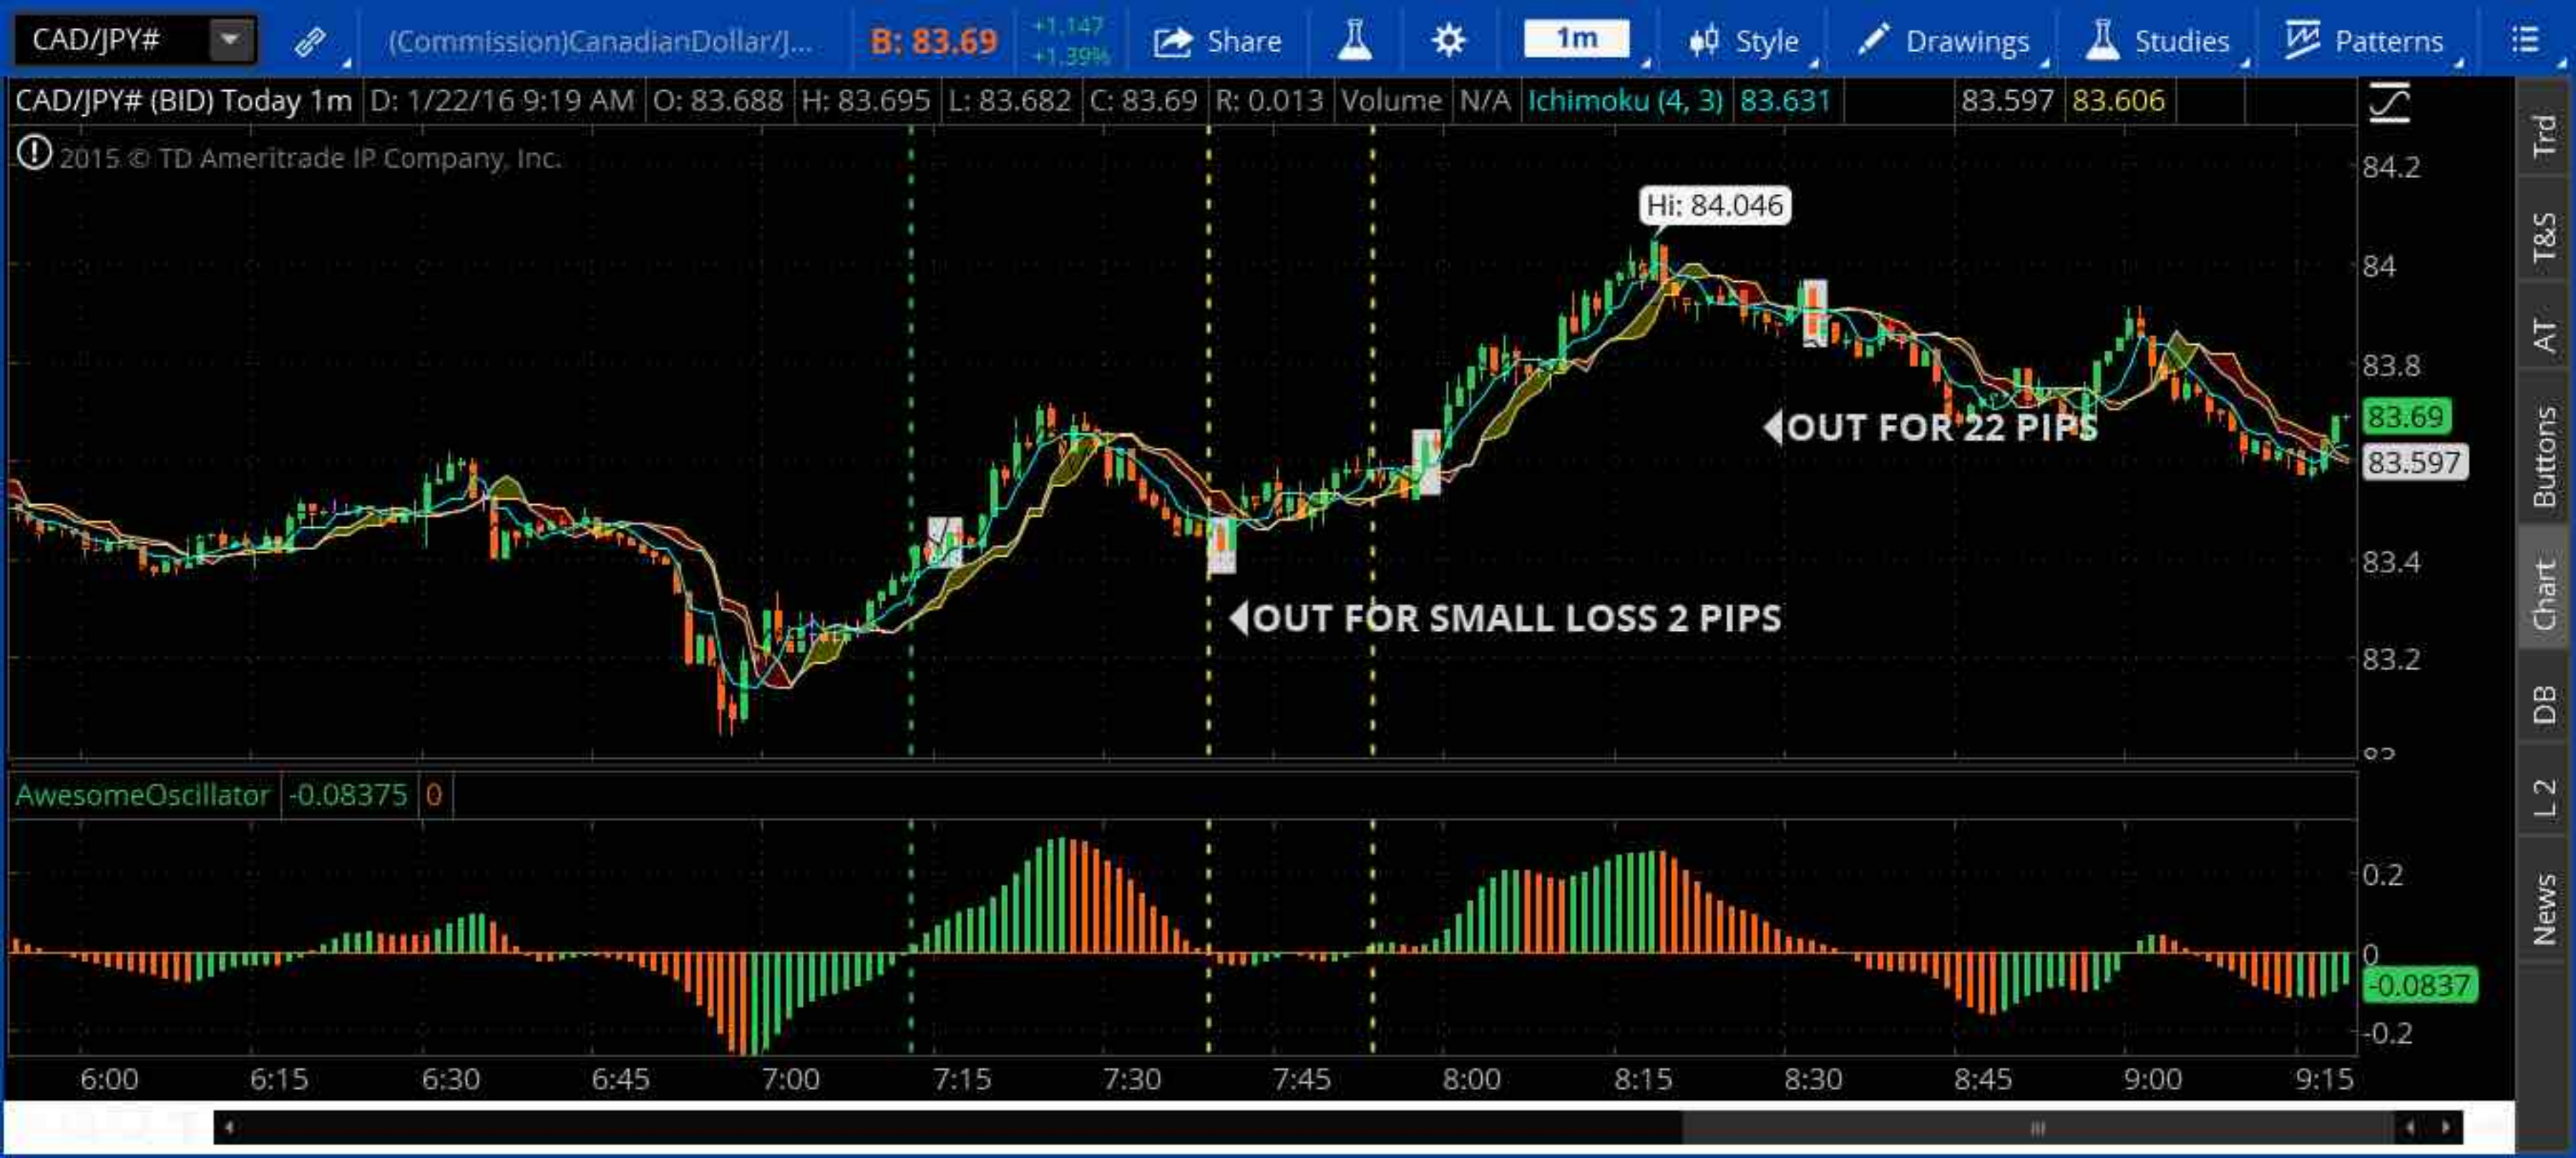 CAD/JPY# (Commission)CanadianDollar/J... B: 83.69 +1.147 +1.39% Share 1m Style Drawings Studies Patterns
CAD/JPY# (BID) Today 1m D: 1/22/16 9:19 AM O: 83.688 H: 83.695 L: 83.682 C: 83.69 R: 0.013 Volume N/A Ichimoku (4, 3) 83.631 83.597 83.606
2015 © TD Ameritrade IP Company, Inc.
Hi: 84.046
OUT FOR 22 PIPS
OUT FOR SMALL LOSS 2 PIPS
84.2
84
83.8
83.69
83.597
83.4
83.2
83
AwesomeOscillator -0.08375 0
0.2
0
-0.0837
-0.2
6:00 6:15 6:30 6:45 7:00 7:15 7:30 7:45 8:00 8:15 8:30 8:45 9:00 9:15
Trd
T&S
AT
Buttons
Chart
DB
L 2
News